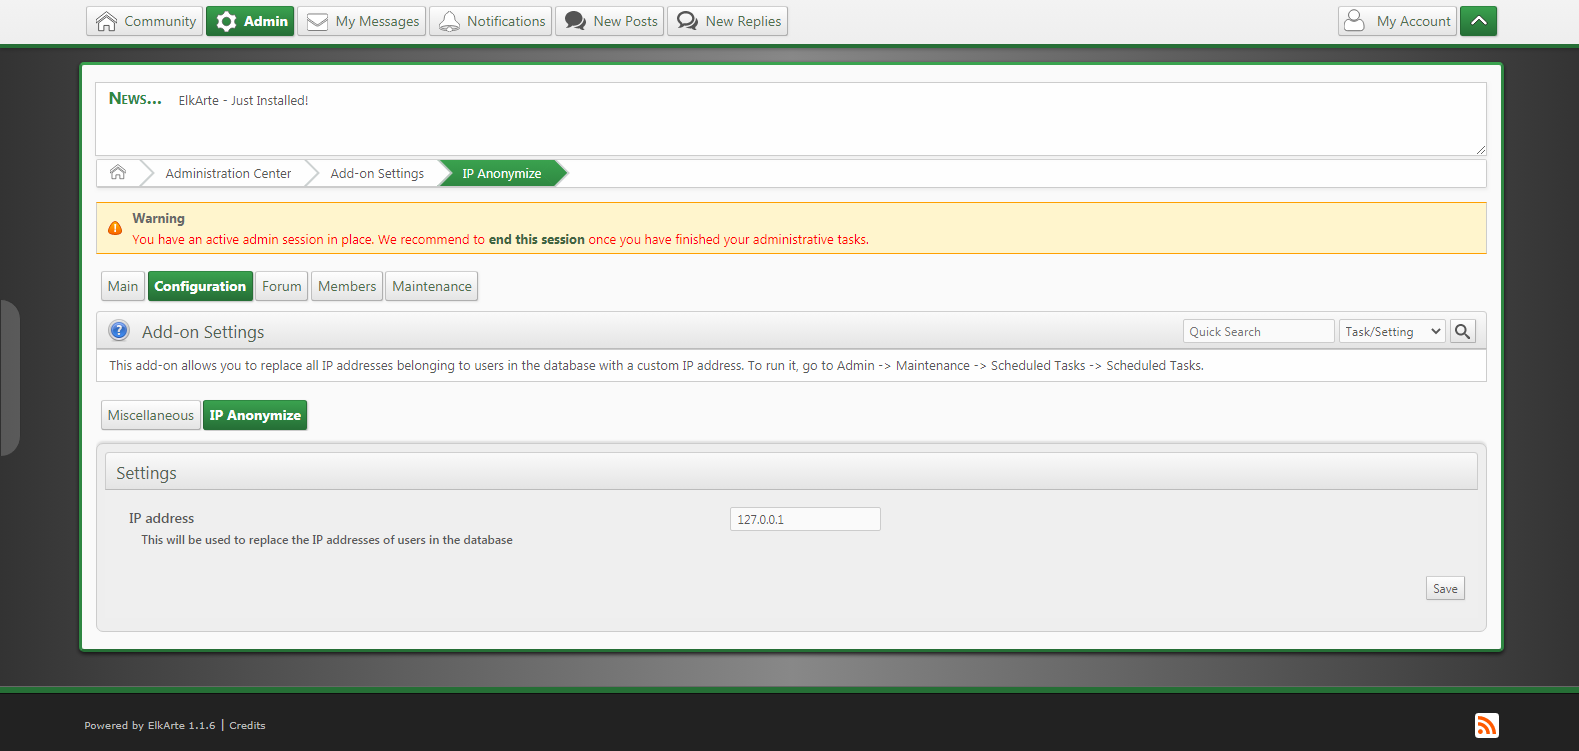 Community Admin My Messages Notifications New Posts New Replies My Account
News... ElkArte - Just Installed!
Administration Center Add-on Settings IP Anonymize
Warning
You have an active admin session in place. We recommend to end this session once you have finished your administrative tasks.
Main Configuration Forum Members Maintenance
Add-on Settings Quick Search Task/Setting
This add-on allows you to replace all IP addresses belonging to users in the database with a custom IP address. To run it, go to Admin -> Maintenance -> Scheduled Tasks -> Scheduled Tasks.
Miscellaneous IP Anonymize
Settings
IP address 127.0.0.1
This will be used to replace the IP addresses of users in the database
Save
Powered by ElkArte 1.1.6 | Credits